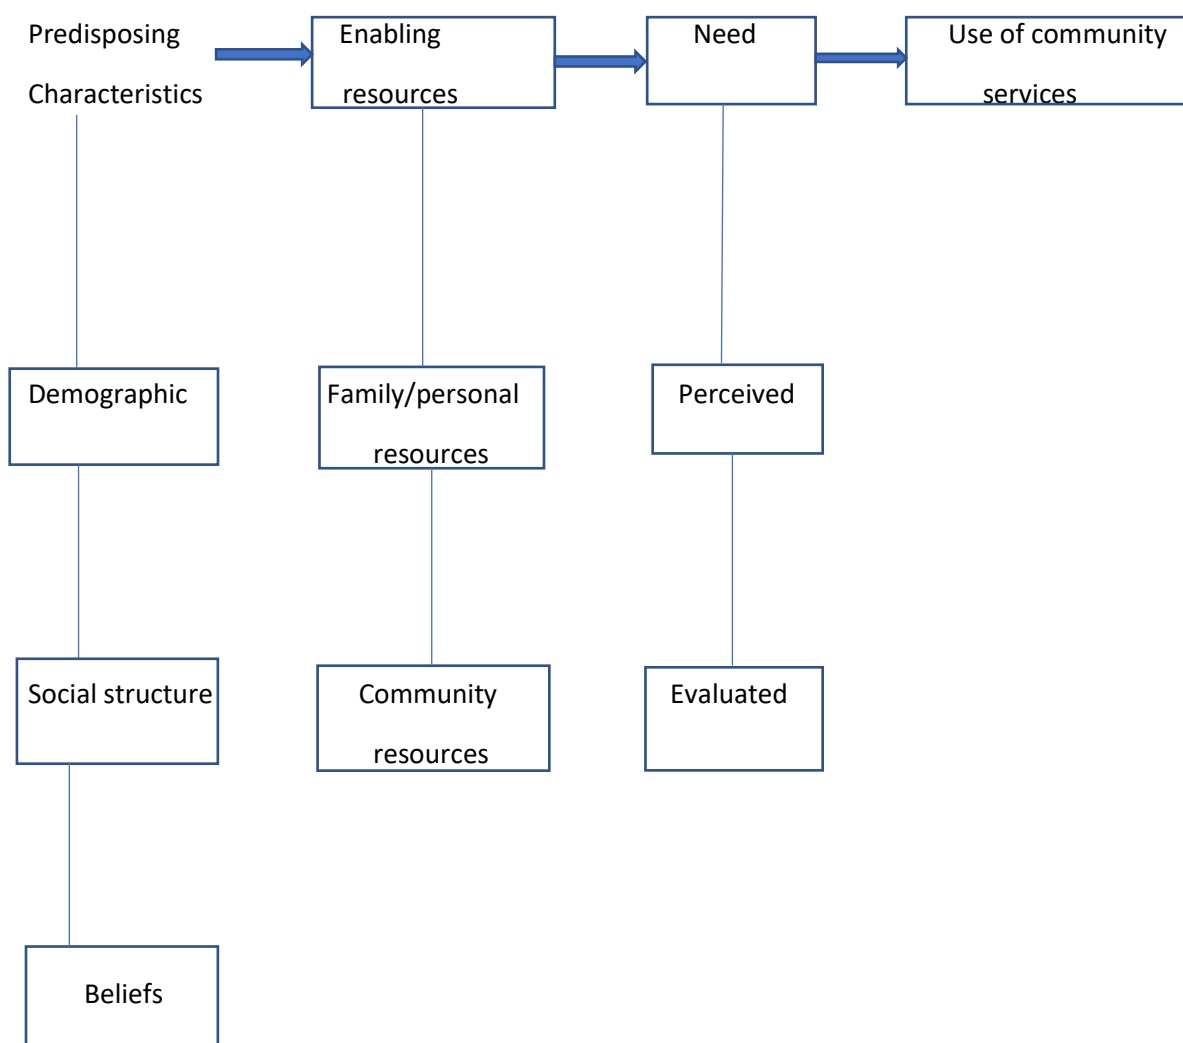 Predisposing
Characteristics
Enabling
resources
Need
Use of community
services
Demographic
Family/personal
resources
Perceived
Social structure
Community
resources
Evaluated
Beliefs